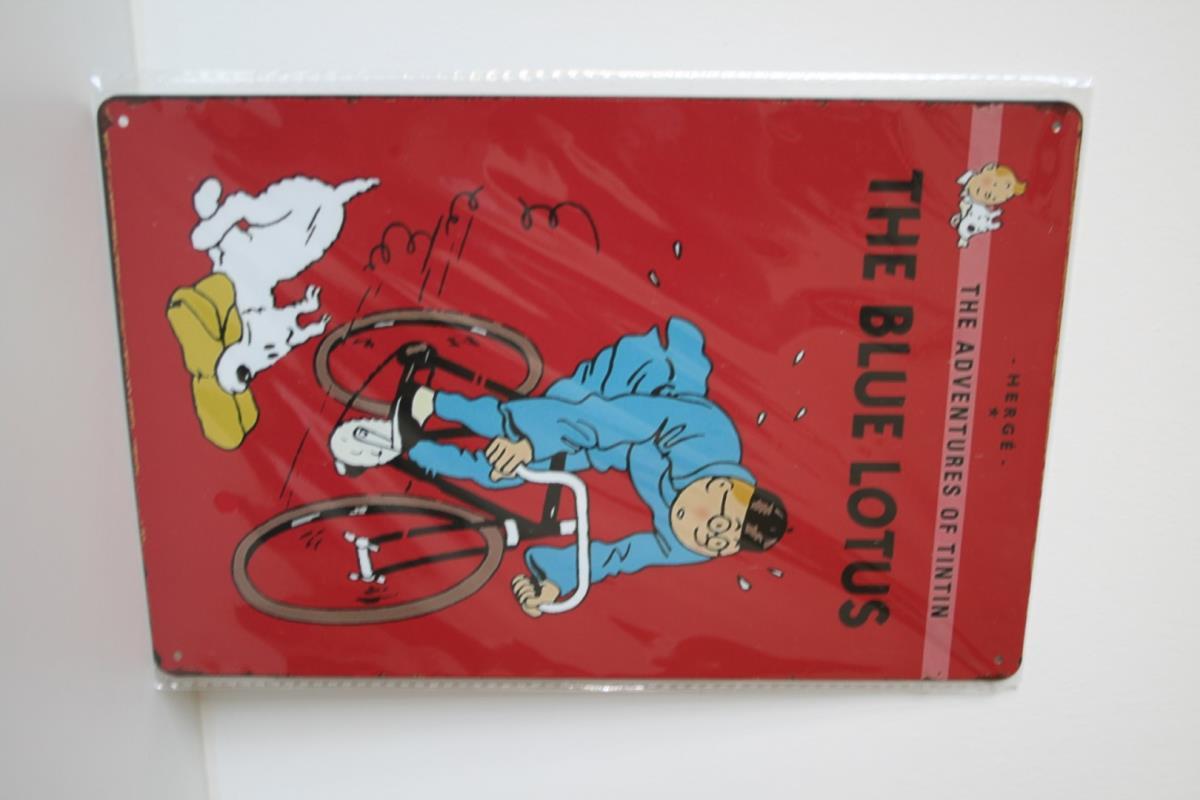 - HERGÉ -
THE ADVENTURES OF TINTIN
THE BLUE LOTUS